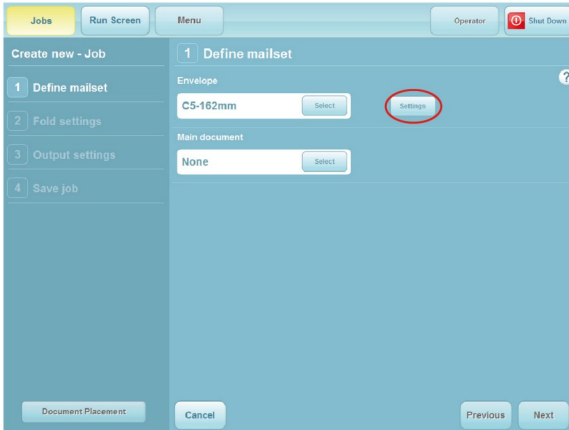 Jobs
Run Screen
Menu
Operator
Shut Down
Create new - Job
1 Define mailset
2 Fold settings
3 Output settings
4 Save job
Document Placement
1 Define mailset
?
Envelope
C5-162mm
Select
Settings
Main document
None
Select
Cancel
Previous
Next